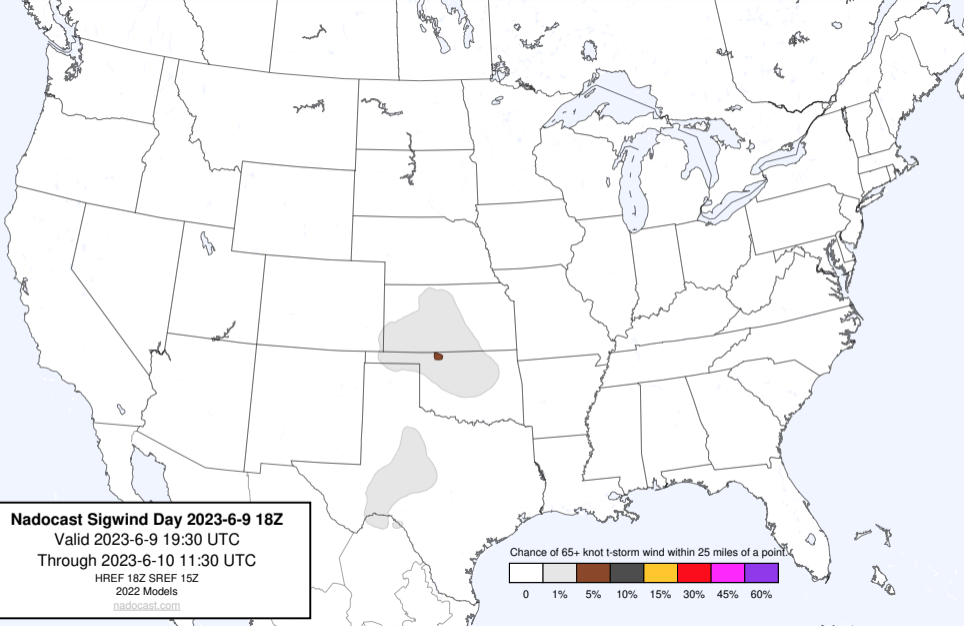 Nadocast Sigwind Day 2023-6-9 18Z
Valid 2023-6-9 19:30 UTC
Through 2023-6-10 11:30 UTC
HREF 18Z SREF 15Z
2022 Models
nadocast.com
Chance of 65+ knot t-storm wind within 25 miles of a point.
0 1% 5% 10% 15% 30% 45% 60%